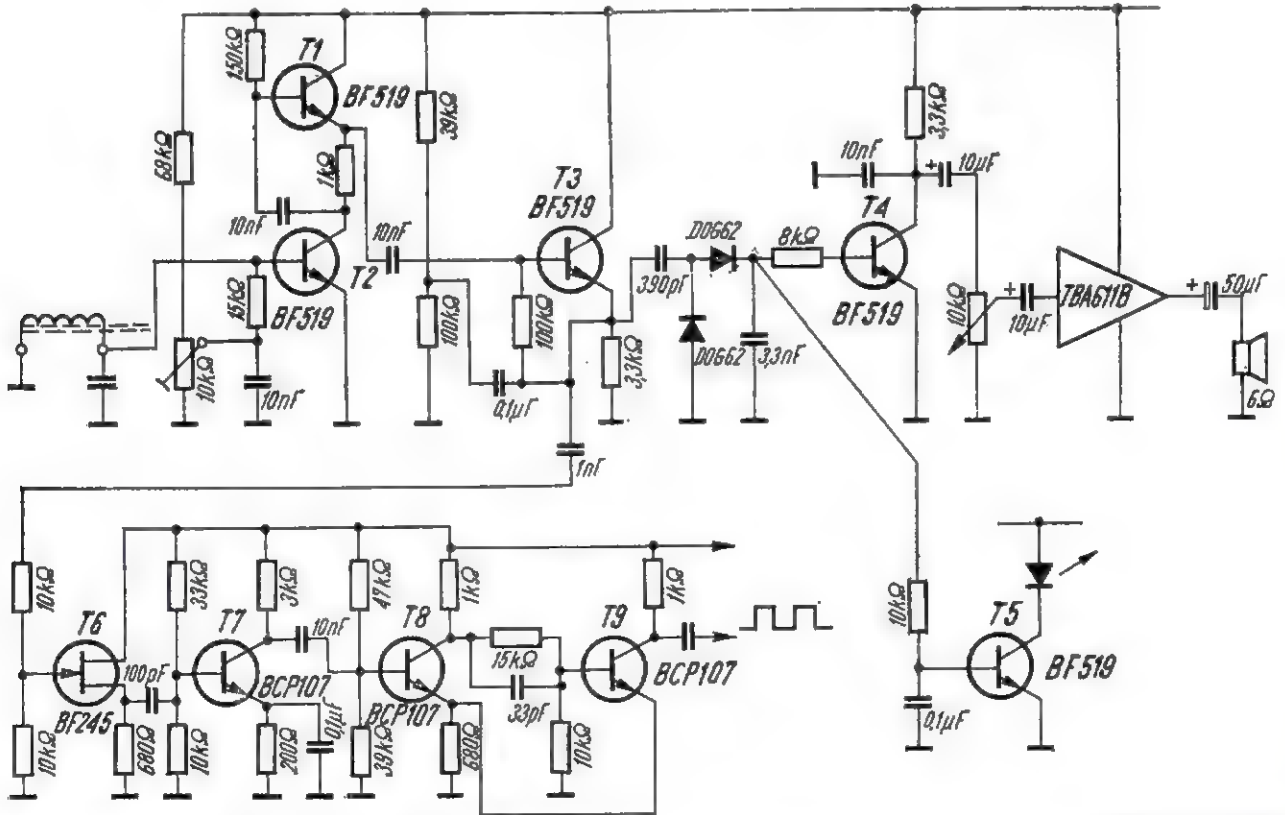 150kΩ
T1
BF519
68kΩ
1kΩ
39kΩ
10nF
10nF
T2
BF519
15kΩ
10kΩ
10nF
100kΩ
0,1µF
T3
BF519
100kΩ
3,3kΩ
1nF
390pF
DOG62
DOG62
3,3nF
8kΩ
10nF
3,3kΩ
+
10µF
T4
BF519
10kΩ
+
10µF
TBA611B
+
50µF
6Ω
10kΩ
T6
BF245
10kΩ
100pF
680Ω
33kΩ
10kΩ
T7
BCP107
3kΩ
200Ω
0,1µF
10nF
47kΩ
39kΩ
T8
BCP107
1kΩ
680Ω
15kΩ
33pF
10kΩ
T9
BCP107
1kΩ
10kΩ
0,1µF
T5
BF519